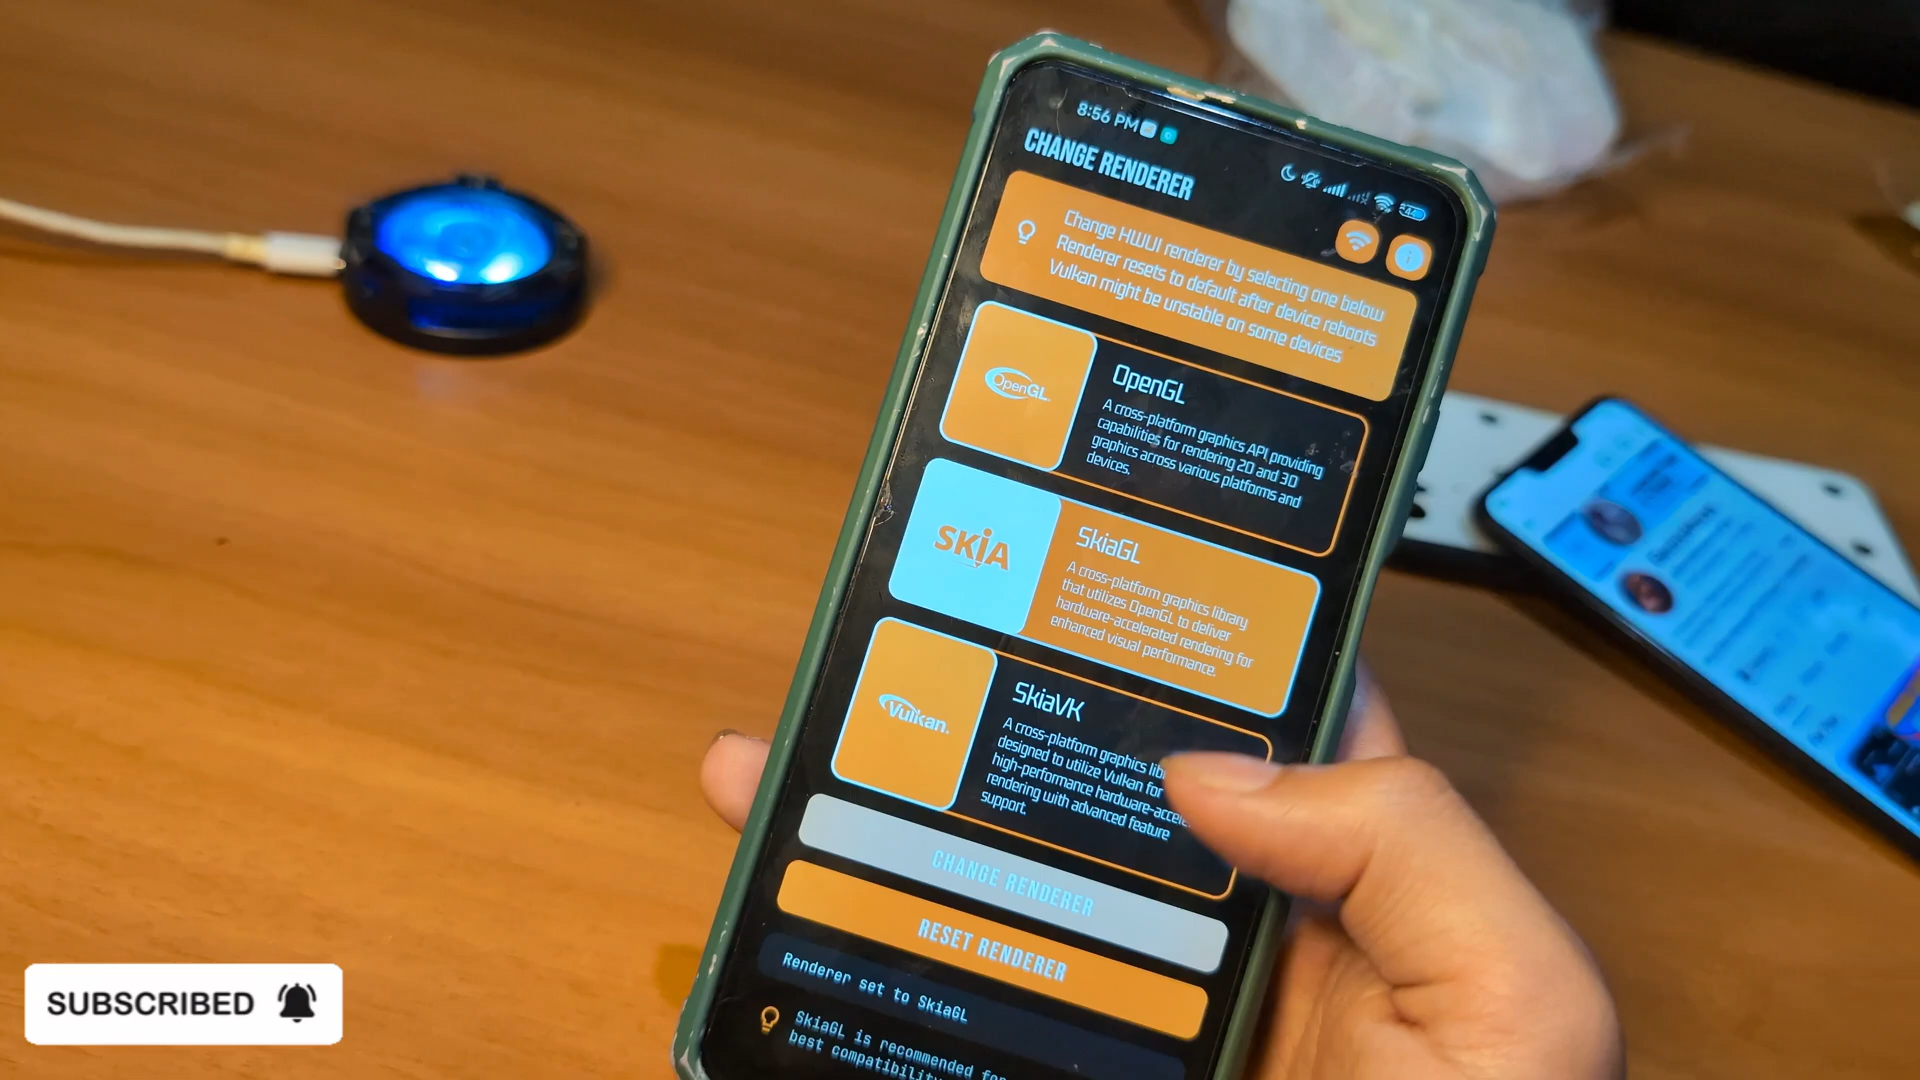 8:56 PM
44
CHANGE RENDERER
Change HWUI renderer by selecting one below
Renderer resets to default after device reboots
Vulkan might be unstable on some devices
OpenGL.
OpenGL
A cross-platform graphics API providing
capabilities for rendering 2D and 3D
graphics across various platforms and
devices.
SKiA
SkiaGL
A cross-platform graphics library
that utilizes OpenGL to deliver
hardware-accelerated rendering for
enhanced visual performance.
Vulkan.
SkiaVK
A cross-platform graphics
designed to utilize Vulkan for
high-performance
rendering with advanced feature
support.
CHANGE RENDERER
RESET RENDERER
Renderer set to SkiaGL
SkiaGL is recommended for
best compatibility
SUBSCRIBED